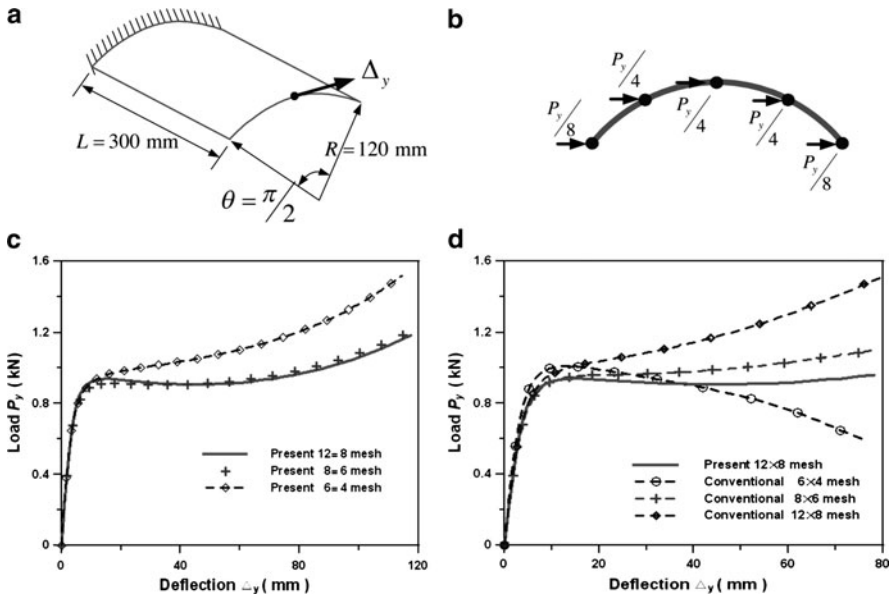 a
Δy
L = 300 mm
R = 120 mm
θ = π/2
b
Py/8
Py/4
Py/4
Py/4
Py/8
c
1.6
1.2
0.8
0.4
0
Load Py ( kN )
Present 12=8 mesh
Present 8=6 mesh
Present 6=4 mesh
0 40 80 120
Deflection △y ( mm )
d
1.6
1.2
0.8
0.4
0
Load Py ( kN )
Present 12×8 mesh
Conventional 6×4 mesh
Conventional 8×6 mesh
Conventional 12×8 mesh
0 20 40 60 80
Deflection △y ( mm )